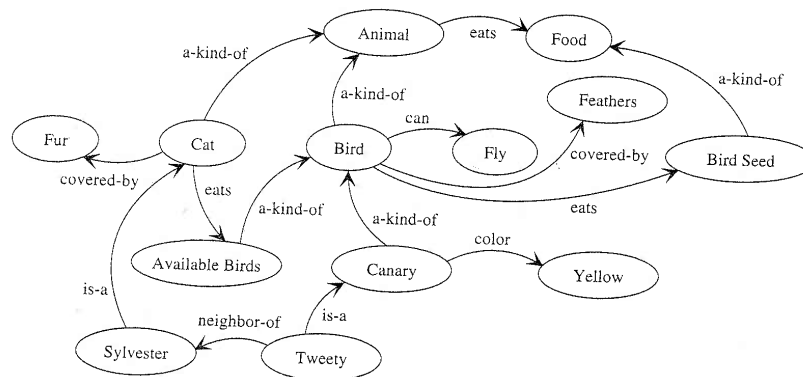 Animal
eats
Food
a-kind-of
a-kind-of
a-kind-of
Feathers
Fur
Cat
Bird
can
Fly
covered-by
Bird Seed
covered-by
eats
a-kind-of
a-kind-of
eats
Available Birds
Canary
color
Yellow
is-a
neighbor-of
is-a
Sylvester
Tweety